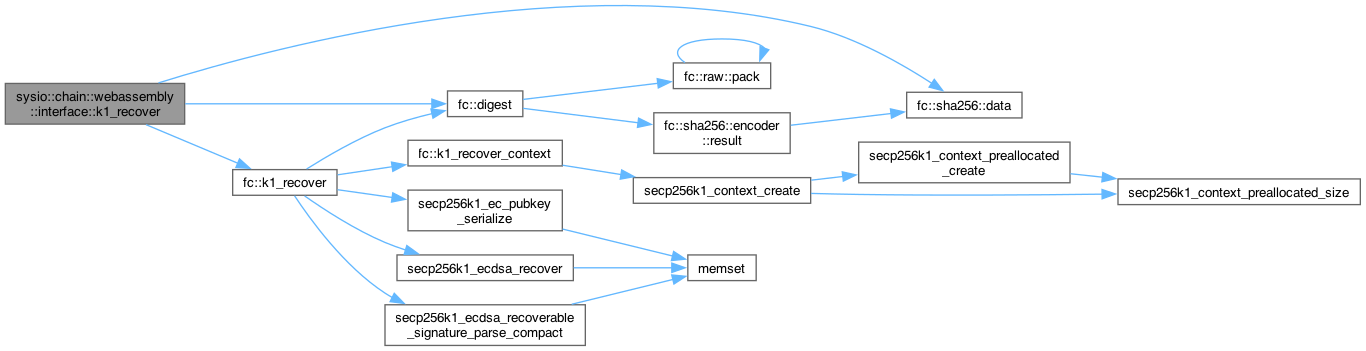 sysio::chain::webassembly
::interface::k1_recover
fc::k1_recover
fc::digest
fc::k1_recover_context
secp256k1_ec_pubkey
_serialize
secp256k1_ecdsa_recover
secp256k1_ecdsa_recoverable
_signature_parse_compact
fc::raw::pack
fc::sha256::encoder
::result
secp256k1_context_create
memset
fc::sha256::data
secp256k1_context_preallocated
_create
secp256k1_context_preallocated_size